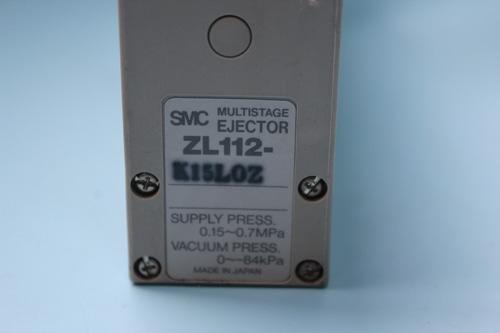 SMC MULTISTAGE
EJECTOR
ZL112-
K15LOZ
SUPPLY PRESS.
0.15~0.7MPa
VACUUM PRESS.
0~-84kPa
MADE IN JAPAN